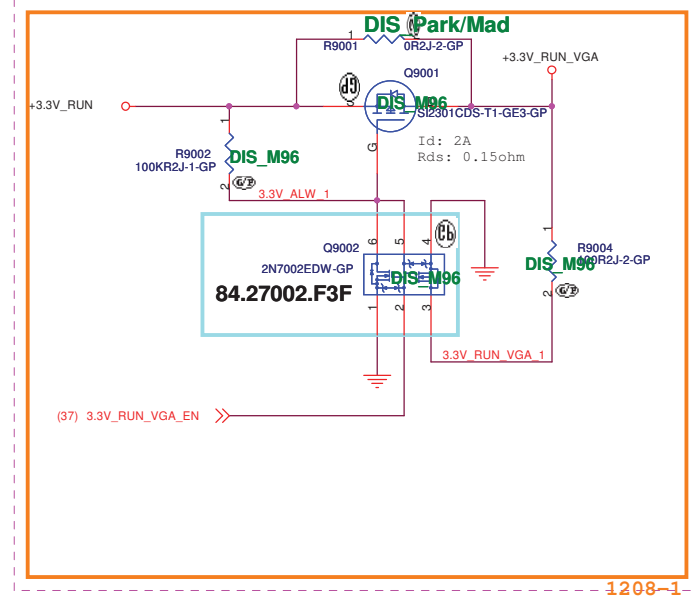 DIS_Park/Mad
1
R9001
0R2J-2-GP
+3.3V_RUN_VGA
Q9001
+3.3V_RUN
DIS_M96
SI2301CDS-T1-GE3-GP
1
Id: 2A
Rds: 0.15ohm
G
R9002
100KR2J-1-GP
DIS_M96
2
G/P
3.3V_ALW_1
6
5
4
1
Q9002
2N7002EDW-GP
DIS_M96
84.27002.F3F
R9004
100R2J-2-GP
DIS_M96
2
G/P
1
2
3
3.3V_RUN_VGA_1
(37) 3.3V_RUN_VGA_EN
1208-1